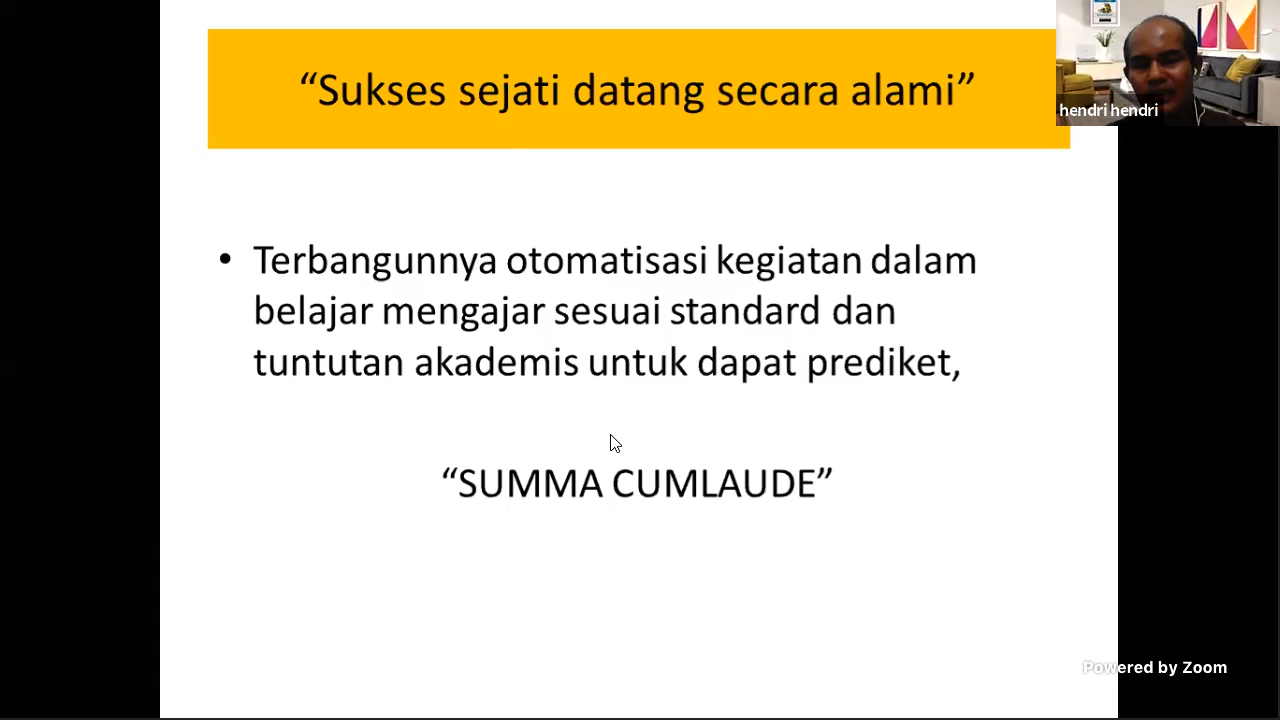 “Sukses sejati datang secara alami”
hendri hendri
• Terbangunnya otomatisasi kegiatan dalam
belajar mengajar sesuai standard dan
tuntutan akademis untuk dapat prediket,
“SUMMA CUMLAUDE”
Powered by Zoom